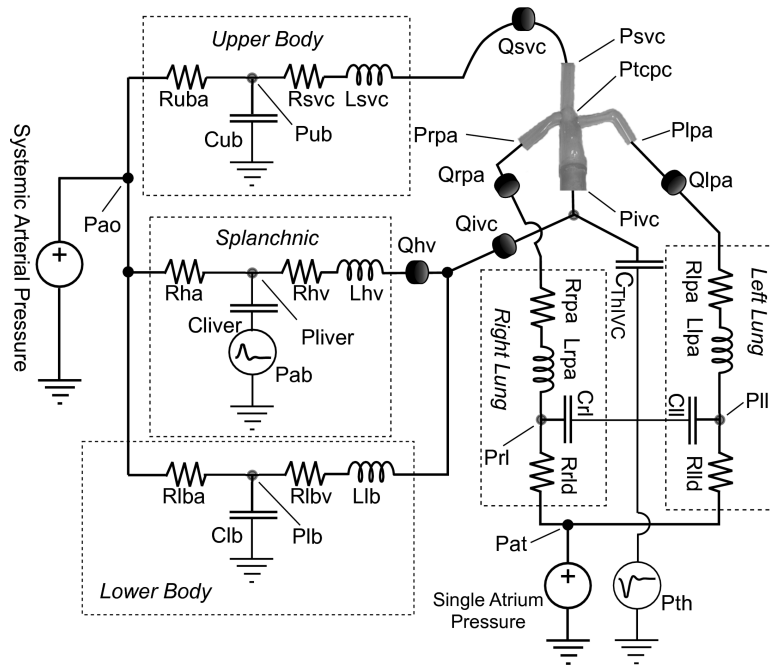 Upper Body
Qsvc
Psvc
Ptcpc
Ruba
Rsvc
Lsvc
Cub
Pub
Prpa
Plpa
Systemic Arterial Pressure
Pao
Qrpa
Qlpa
Splanchnic
Qhv
Qivc
Pivc
Rha
Rhv
Lhv
Cliver
Pliver
Pab
CThIVC
Rrpa
Lrpa
Right Lung
Rlpa
Llpa
Left Lung
Crl
Cll
Prl
Pll
Rrld
Rlld
Rlba
Rlbv
Llb
Clb
Plb
Lower Body
Pat
Single Atrium
Pressure
Pth